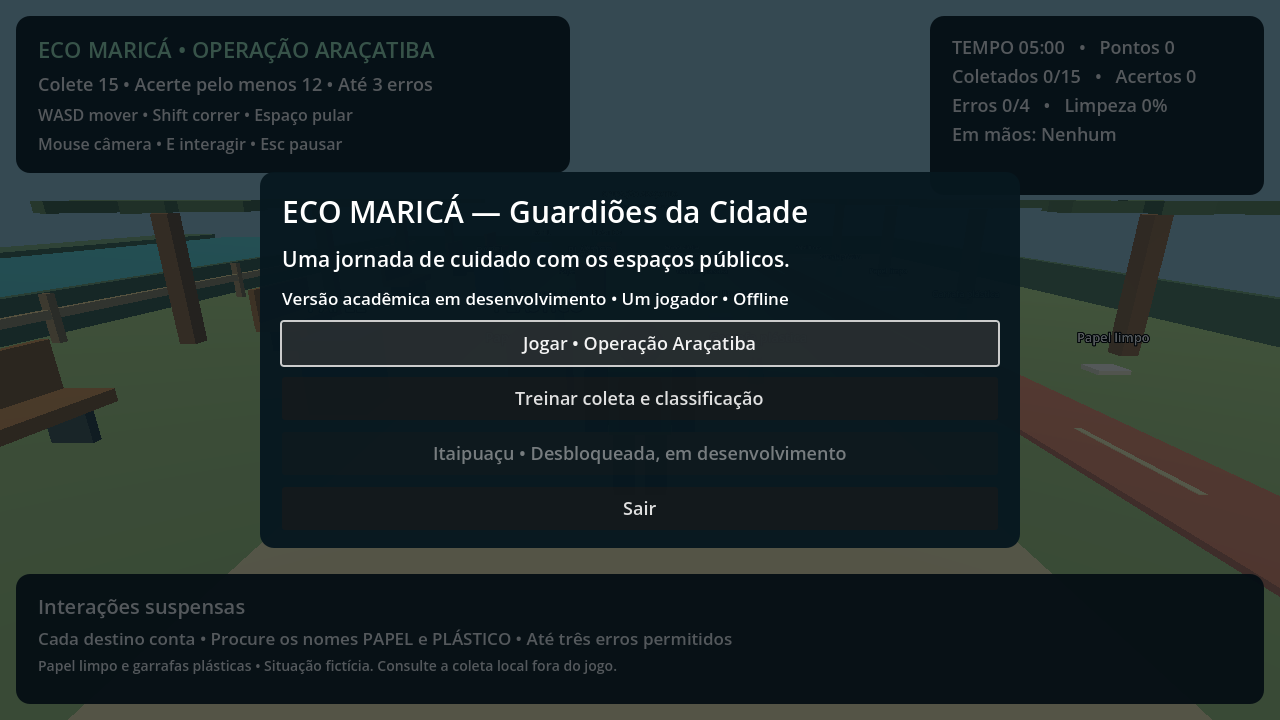 ECO MARICÁ • OPERAÇÃO ARAÇATIBA
Colete 15 • Acerte pelo menos 12 • Até 3 erros
WASD mover • Shift correr • Espaço pular
Mouse câmera • E interagir • Esc pausar
TEMPO 05:00 • Pontos 0
Coletados 0/15 • Acertos 0
Erros 0/4 • Limpeza 0%
Em mãos: Nenhum
ECO MARICÁ — Guardiões da Cidade
Uma jornada de cuidado com os espaços públicos.
Versão acadêmica em desenvolvimento • Um jogador • Offline
Jogar • Operação Araçatiba
Papel limpo
Treinar coleta e classificação
Itaipuaçu • Desbloqueada, em desenvolvimento
Sair
Interações suspensas
Cada destino conta • Procure os nomes PAPEL e PLÁSTICO • Até três erros permitidos
Papel limpo e garrafas plásticas • Situação fictícia. Consulte a coleta local fora do jogo.